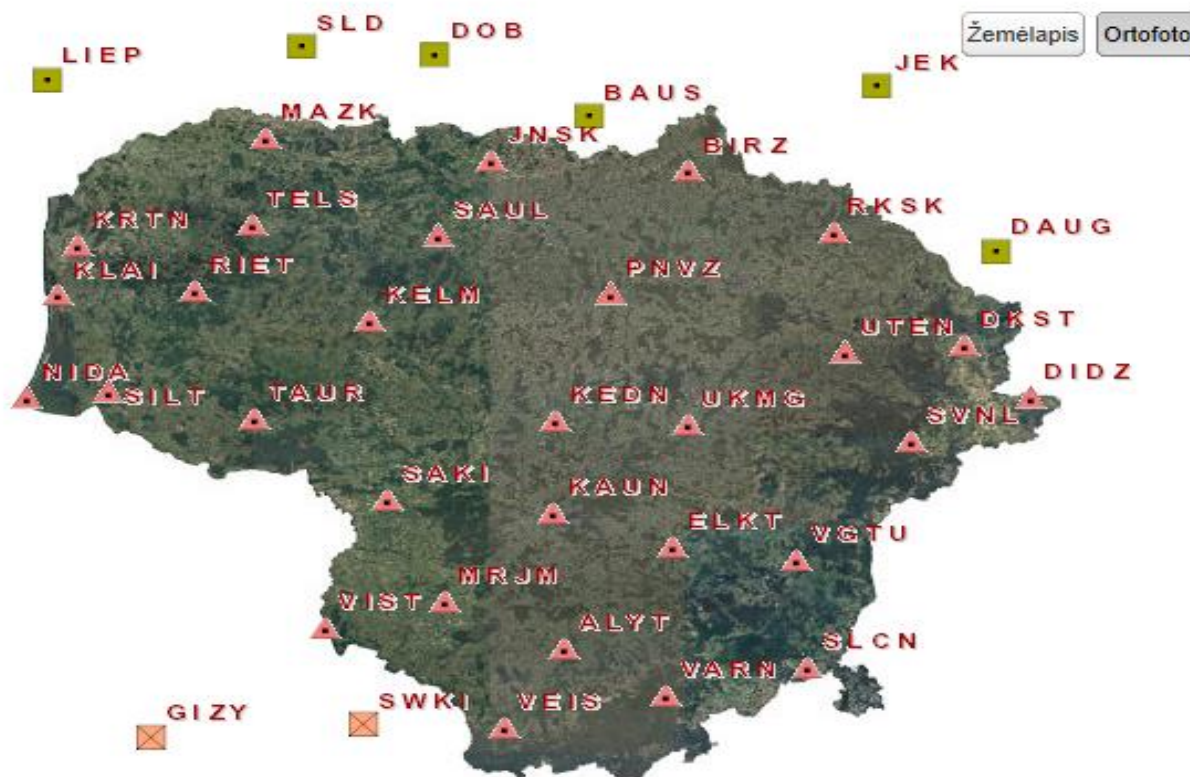 SLD
DOB
LIEP
Žemėlapis
Ortofoto
JEK
BAUS
MAZK
JNSK
BIRZ
TELS
SAUL
RKSK
KRTN
DAUG
KLAI
RIET
PNVZ
KELM
UTEN
DKST
NIDA
SILT
TAUR
KEDN
UKMG
DIDZ
SVNL
SAKI
KAUN
ELKT
VGTU
MRJM
VIST
ALYT
SLCN
VARN
GIZY
SWKI
VEIS